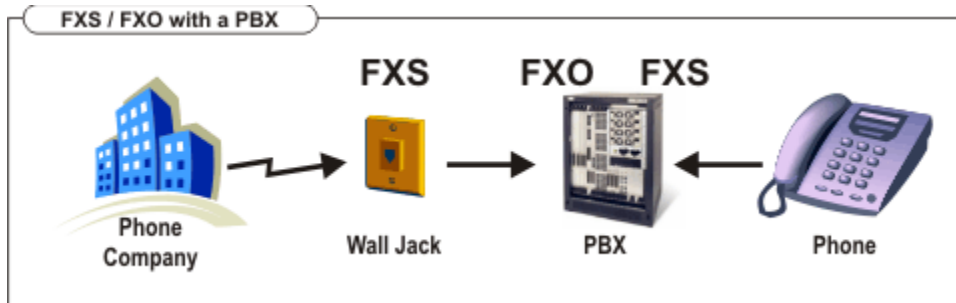 FXS / FXO with a PBX
FXS
FXO
FXS
Phone
Company
Wall Jack
PBX
Phone